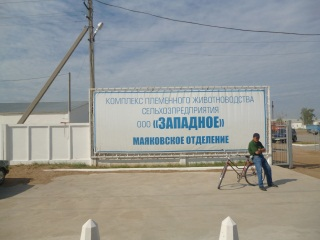 КОМПЛЕКС ПЛЕМЕННОГО ЖИВОТНОВОДСТВА
СЕЛЬХОЗПРЕДПРИЯТИЯ
ООО «ЗАПАДНОЕ»
МАЯКОВСКОЕ ОТДЕЛЕНИЕ